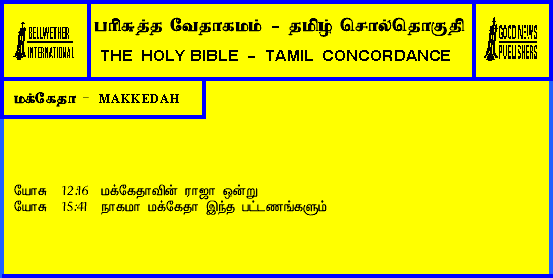 BELLWETHER
INTERNATIONAL
பரிசுத்த வேதாகமம் - தமிழ் சொல்தொகுதி
THE HOLY BIBLE - TAMIL CONCORDANCE
GOOD NEWS
PUBLISHERS
மக்கேதா - MAKKEDAH
யோசு 12:16 மக்கேதாவின் ராஜா ஒன்று
யோசு 15:41 நாகமா மக்கேதா இந்த பட்டணங்களும்